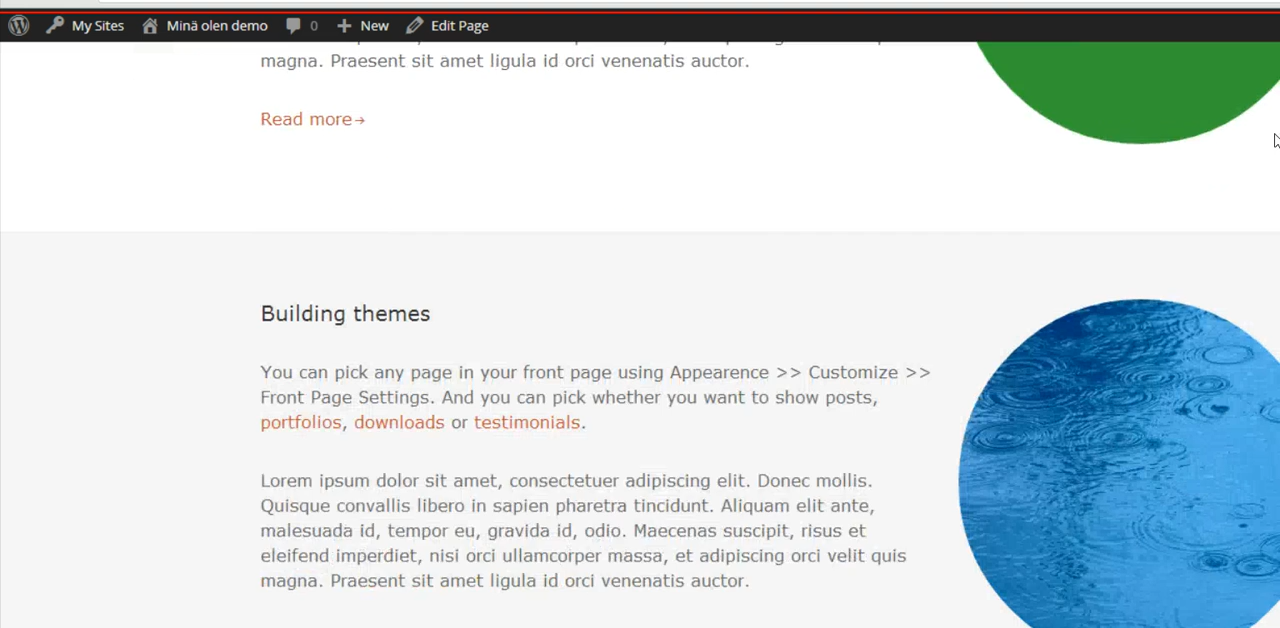 My Sites Minä olen demo 0 New Edit Page
magna. Praesent sit amet ligula id orci venenatis auctor.
Read more→
Building themes
You can pick any page in your front page using Appearence >> Customize >>
Front Page Settings. And you can pick whether you want to show posts,
portfolios, downloads or testimonials.
Lorem ipsum dolor sit amet, consectetuer adipiscing elit. Donec mollis.
Quisque convallis libero in sapien pharetra tincidunt. Aliquam elit ante,
malesuada id, tempor eu, gravida id, odio. Maecenas suscipit, risus et
eleifend imperdiet, nisi orci ullamcorper massa, et adipiscing orci velit quis
magna. Praesent sit amet ligula id orci venenatis auctor.